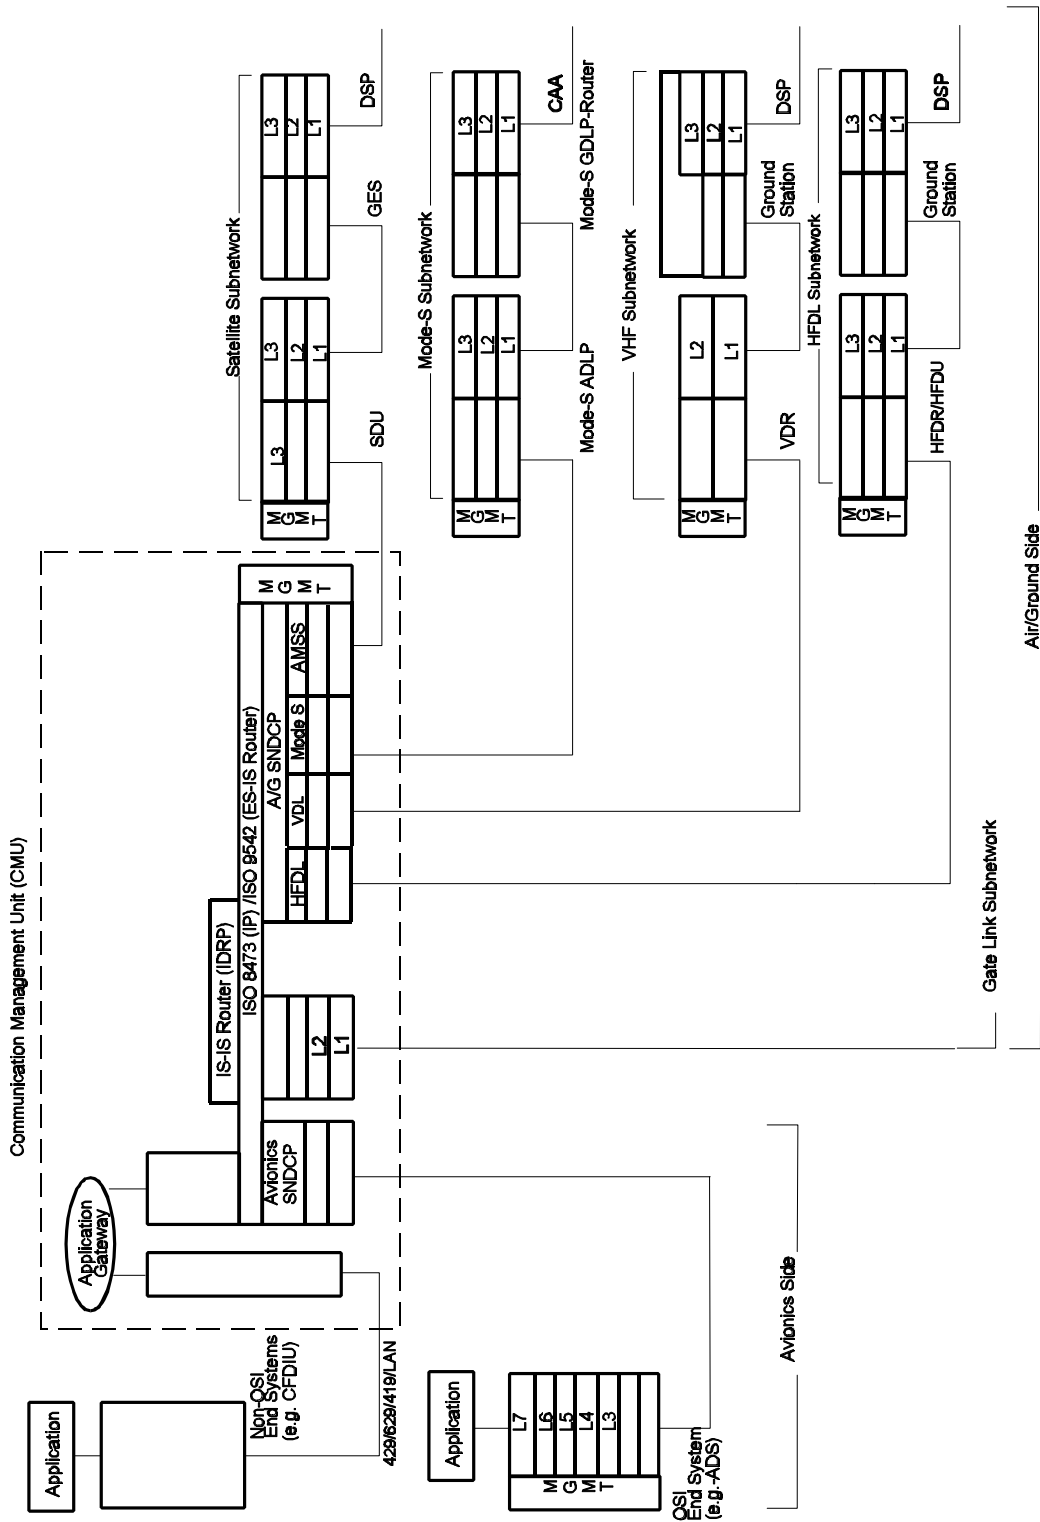 Communication Management Unit (CMU)
Application
Gateway
IS-IS Router (IDRP)
ISO 8473 (IP) /ISO 9542 (ES-IS Router)
Avionics
SNDCP
L2
L1
A/G SNDCP
HFDL
VDL
Mode S
AMSS
M
G
M
T
Application
Non-OSI
End Systems
(e.g. CFDIU)
429/629/419/LAN
Application
L7
L6
L5
L4
L3
M
G
M
T
OSI
End System
(e.g.-ADS)
Avionics Side
Satellite Subnetwork
M
G
M
T
L3
L3
L2
L1
SDU
L3
L2
L1
GES
DSP
Mode-S Subnetwork
M
G
M
T
L3
L2
L1
Mode-S ADLP
L3
L2
L1
Mode-S GDLP-Router
CAA
VHF Subnetwork
M
G
M
T
L2
L1
VDR
L3
L2
L1
Ground
Station
DSP
HFDL Subnetwork
M
G
M
T
L3
L2
L1
HFDR/HFDU
L3
L2
L1
Ground
Station
DSP
Gate Link Subnetwork
Air/Ground Side